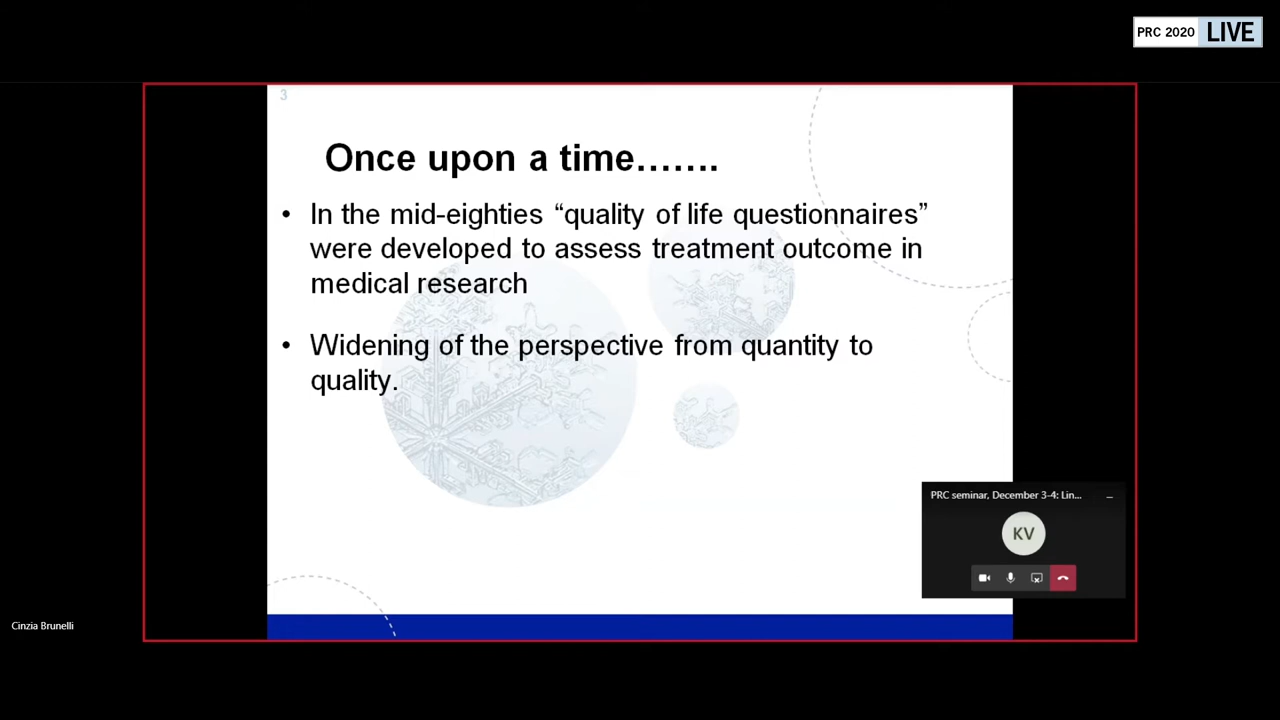 PRC 2020 LIVE
3
Once upon a time…….
• In the mid-eighties “quality of life questionnaires”
were developed to assess treatment outcome in
medical research
• Widening of the perspective from quantity to
quality.
PRC seminar, December 3-4: Lin...
KV
Cinzia Brunelli